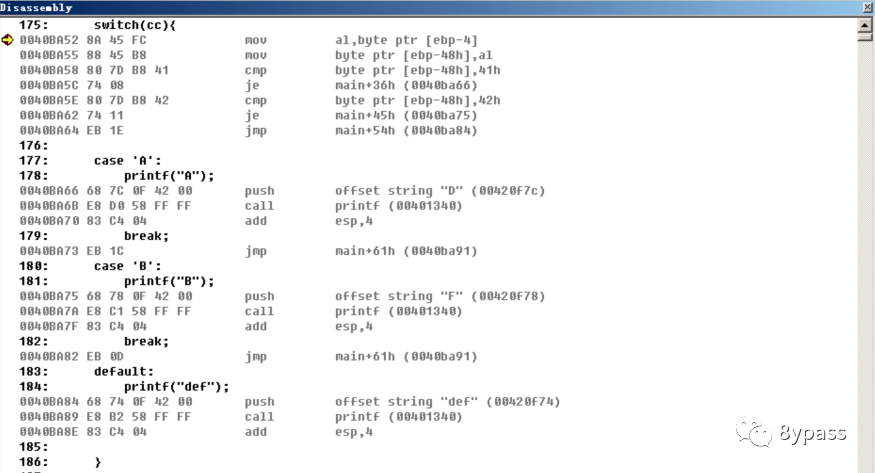 Disassembly
175: switch(cc){
0040BA52 8A 45 FC mov al,byte ptr [ebp-4]
0040BA55 88 45 B8 mov byte ptr [ebp-48h],al
0040BA58 80 7D B8 41 cmp byte ptr [ebp-48h],41h
0040BA5C 74 08 je main+36h (0040ba66)
0040BA5E 80 7D B8 42 cmp byte ptr [ebp-48h],42h
0040BA62 74 11 je main+45h (0040ba75)
0040BA64 EB 1E jmp main+54h (0040ba84)
176:
177: case 'A':
178: printf("A");
0040BA66 68 7C 0F 42 00 push offset string "D" (00420f7c)
0040BA6B E8 D0 58 FF FF call printf (00401340)
0040BA70 83 C4 04 add esp,4
179: break;
0040BA73 EB 1C jmp main+61h (0040ba91)
180: case 'B':
181: printf("B");
0040BA75 68 78 0F 42 00 push offset string "F" (00420f78)
0040BA7A E8 C1 58 FF FF call printf (00401340)
0040BA7F 83 C4 04 add esp,4
182: break;
0040BA82 EB 0D jmp main+61h (0040ba91)
183: default:
184: printf("def");
0040BA84 68 74 0F 42 00 push offset string "def" (00420f74)
0040BA89 E8 B2 58 FF FF call printf (00401340)
0040BA8E 83 C4 04 add esp,4
185:
186: }
8ypass